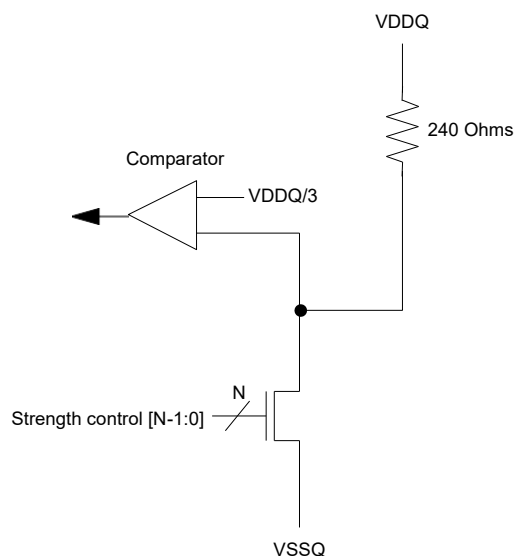 VDDQ
240 Ohms
Comparator
VDDQ/3
N
Strength control [N-1:0]
VSSQ